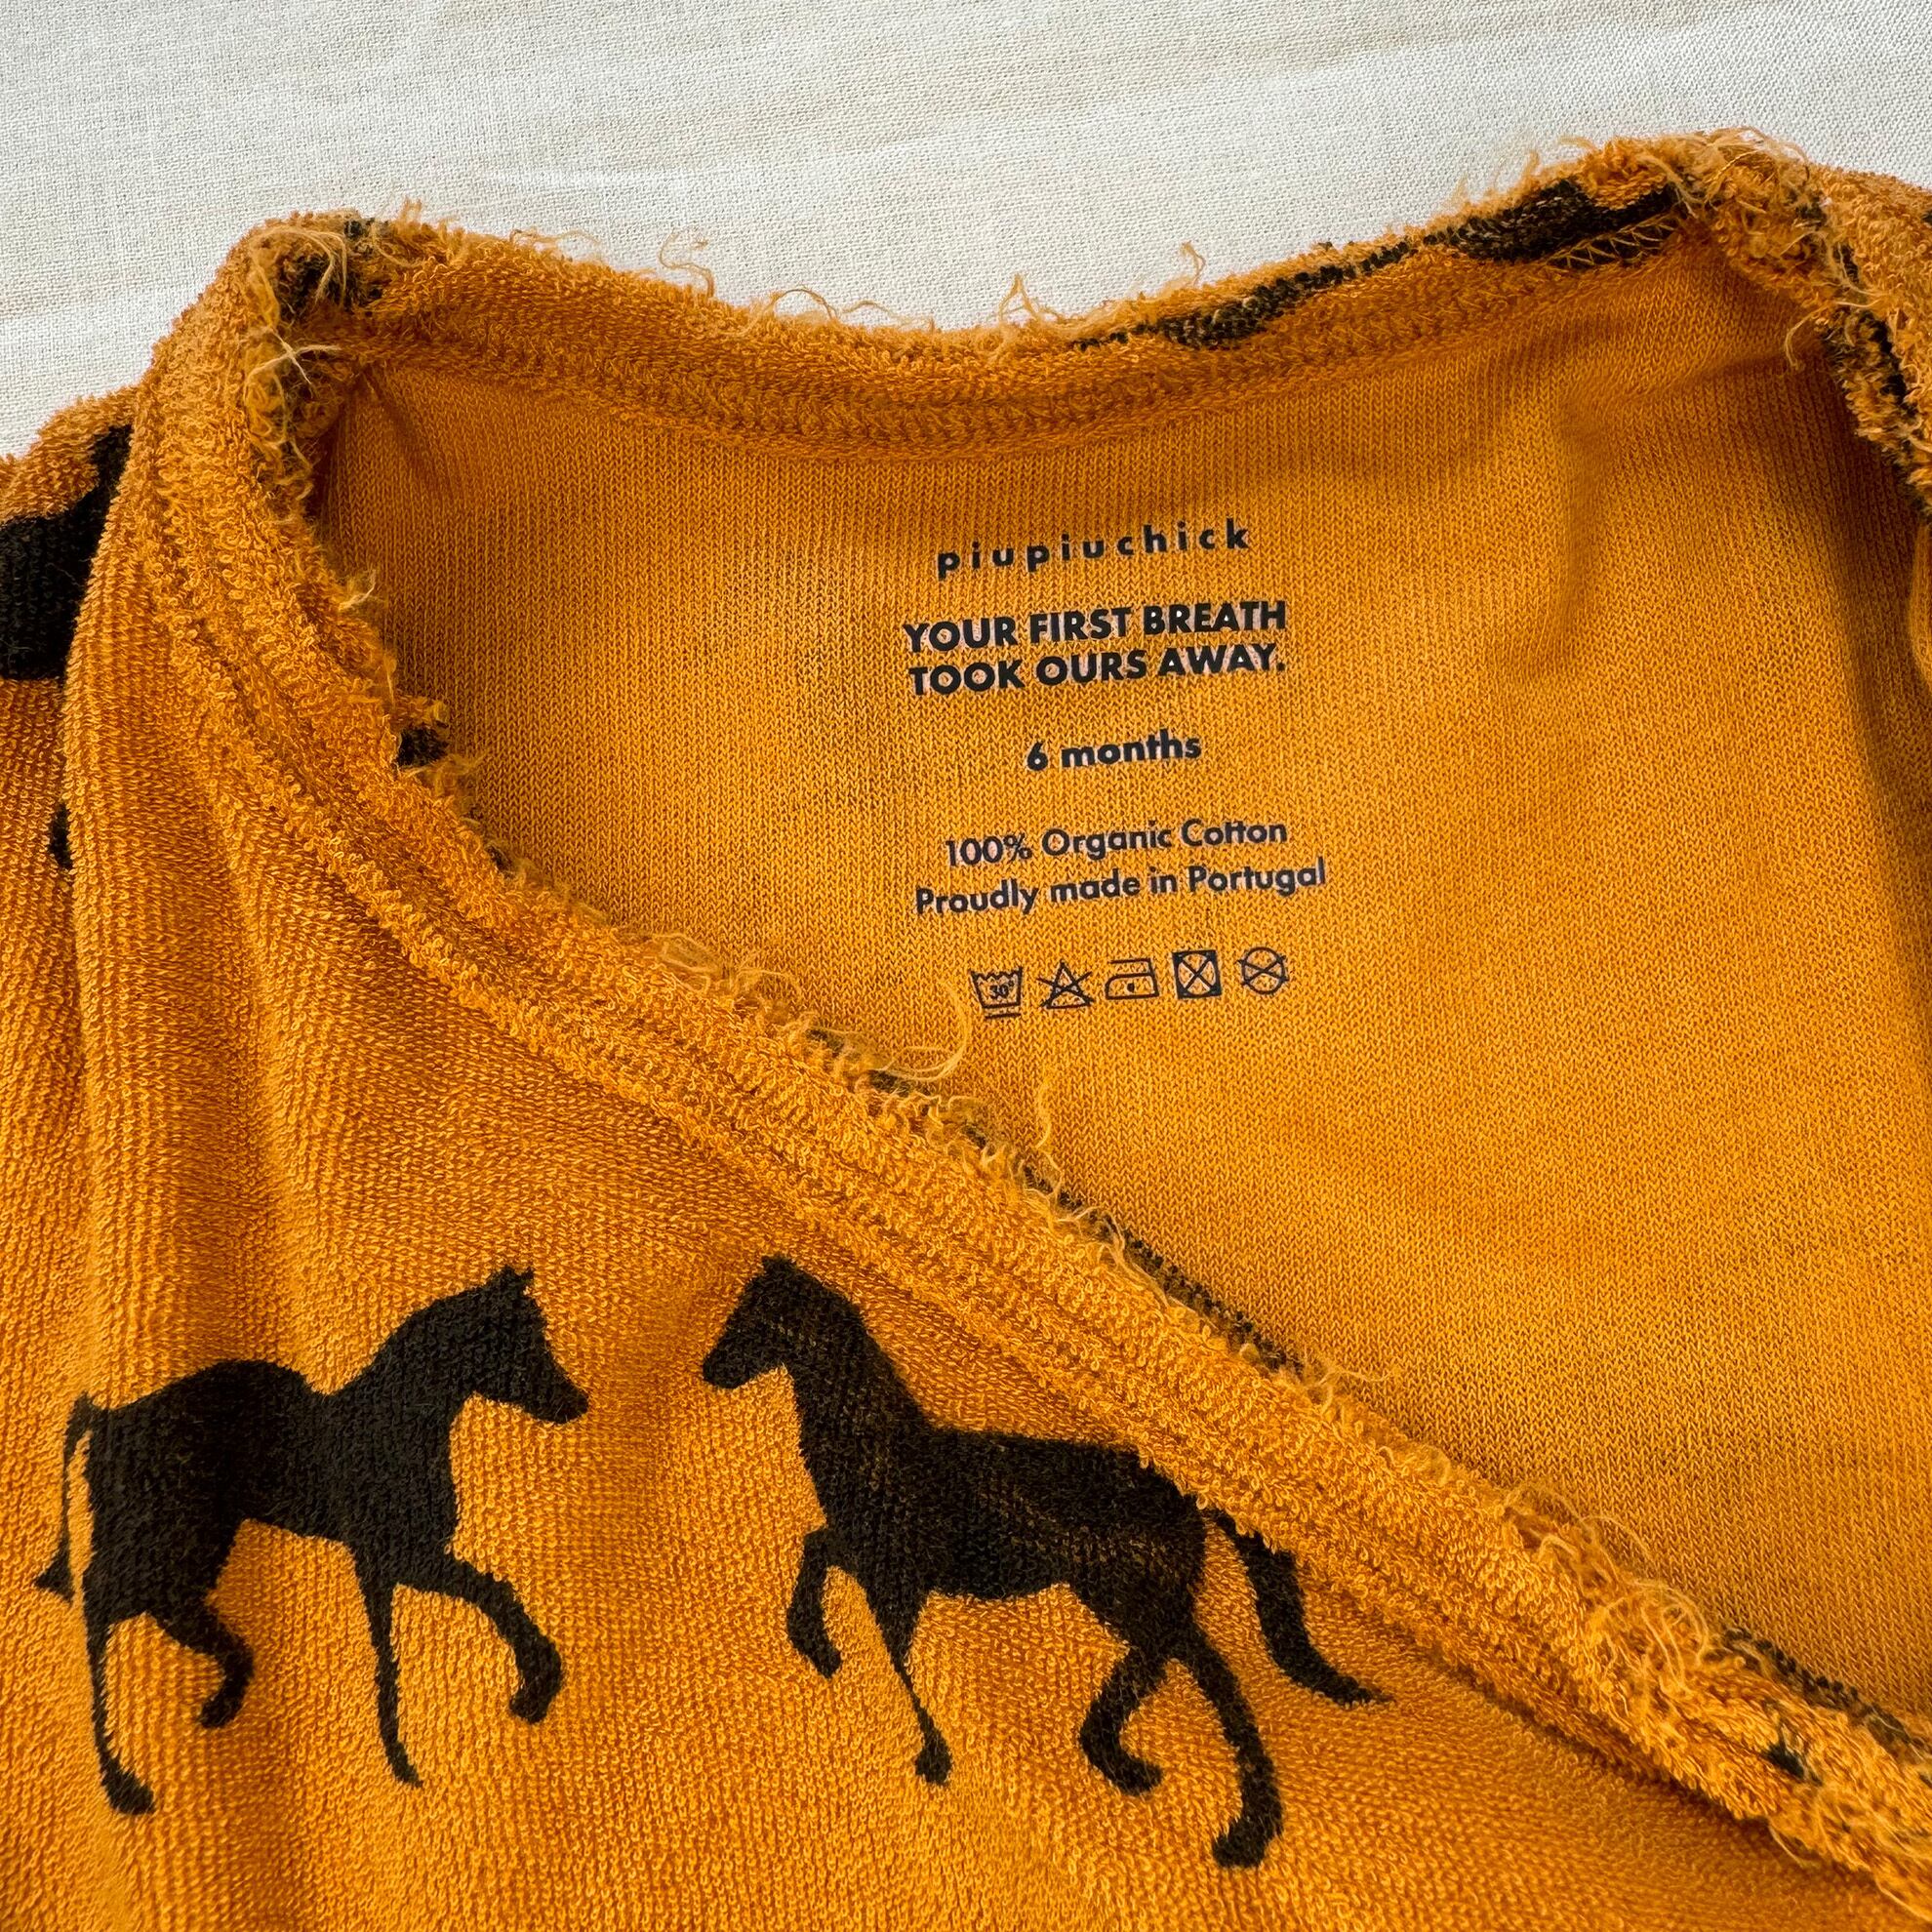 piupiuchick
YOUR FIRST BREATH
TOOK OURS AWAY.
6 months
100% Organic Cotton
Proudly made in Portugal
30°